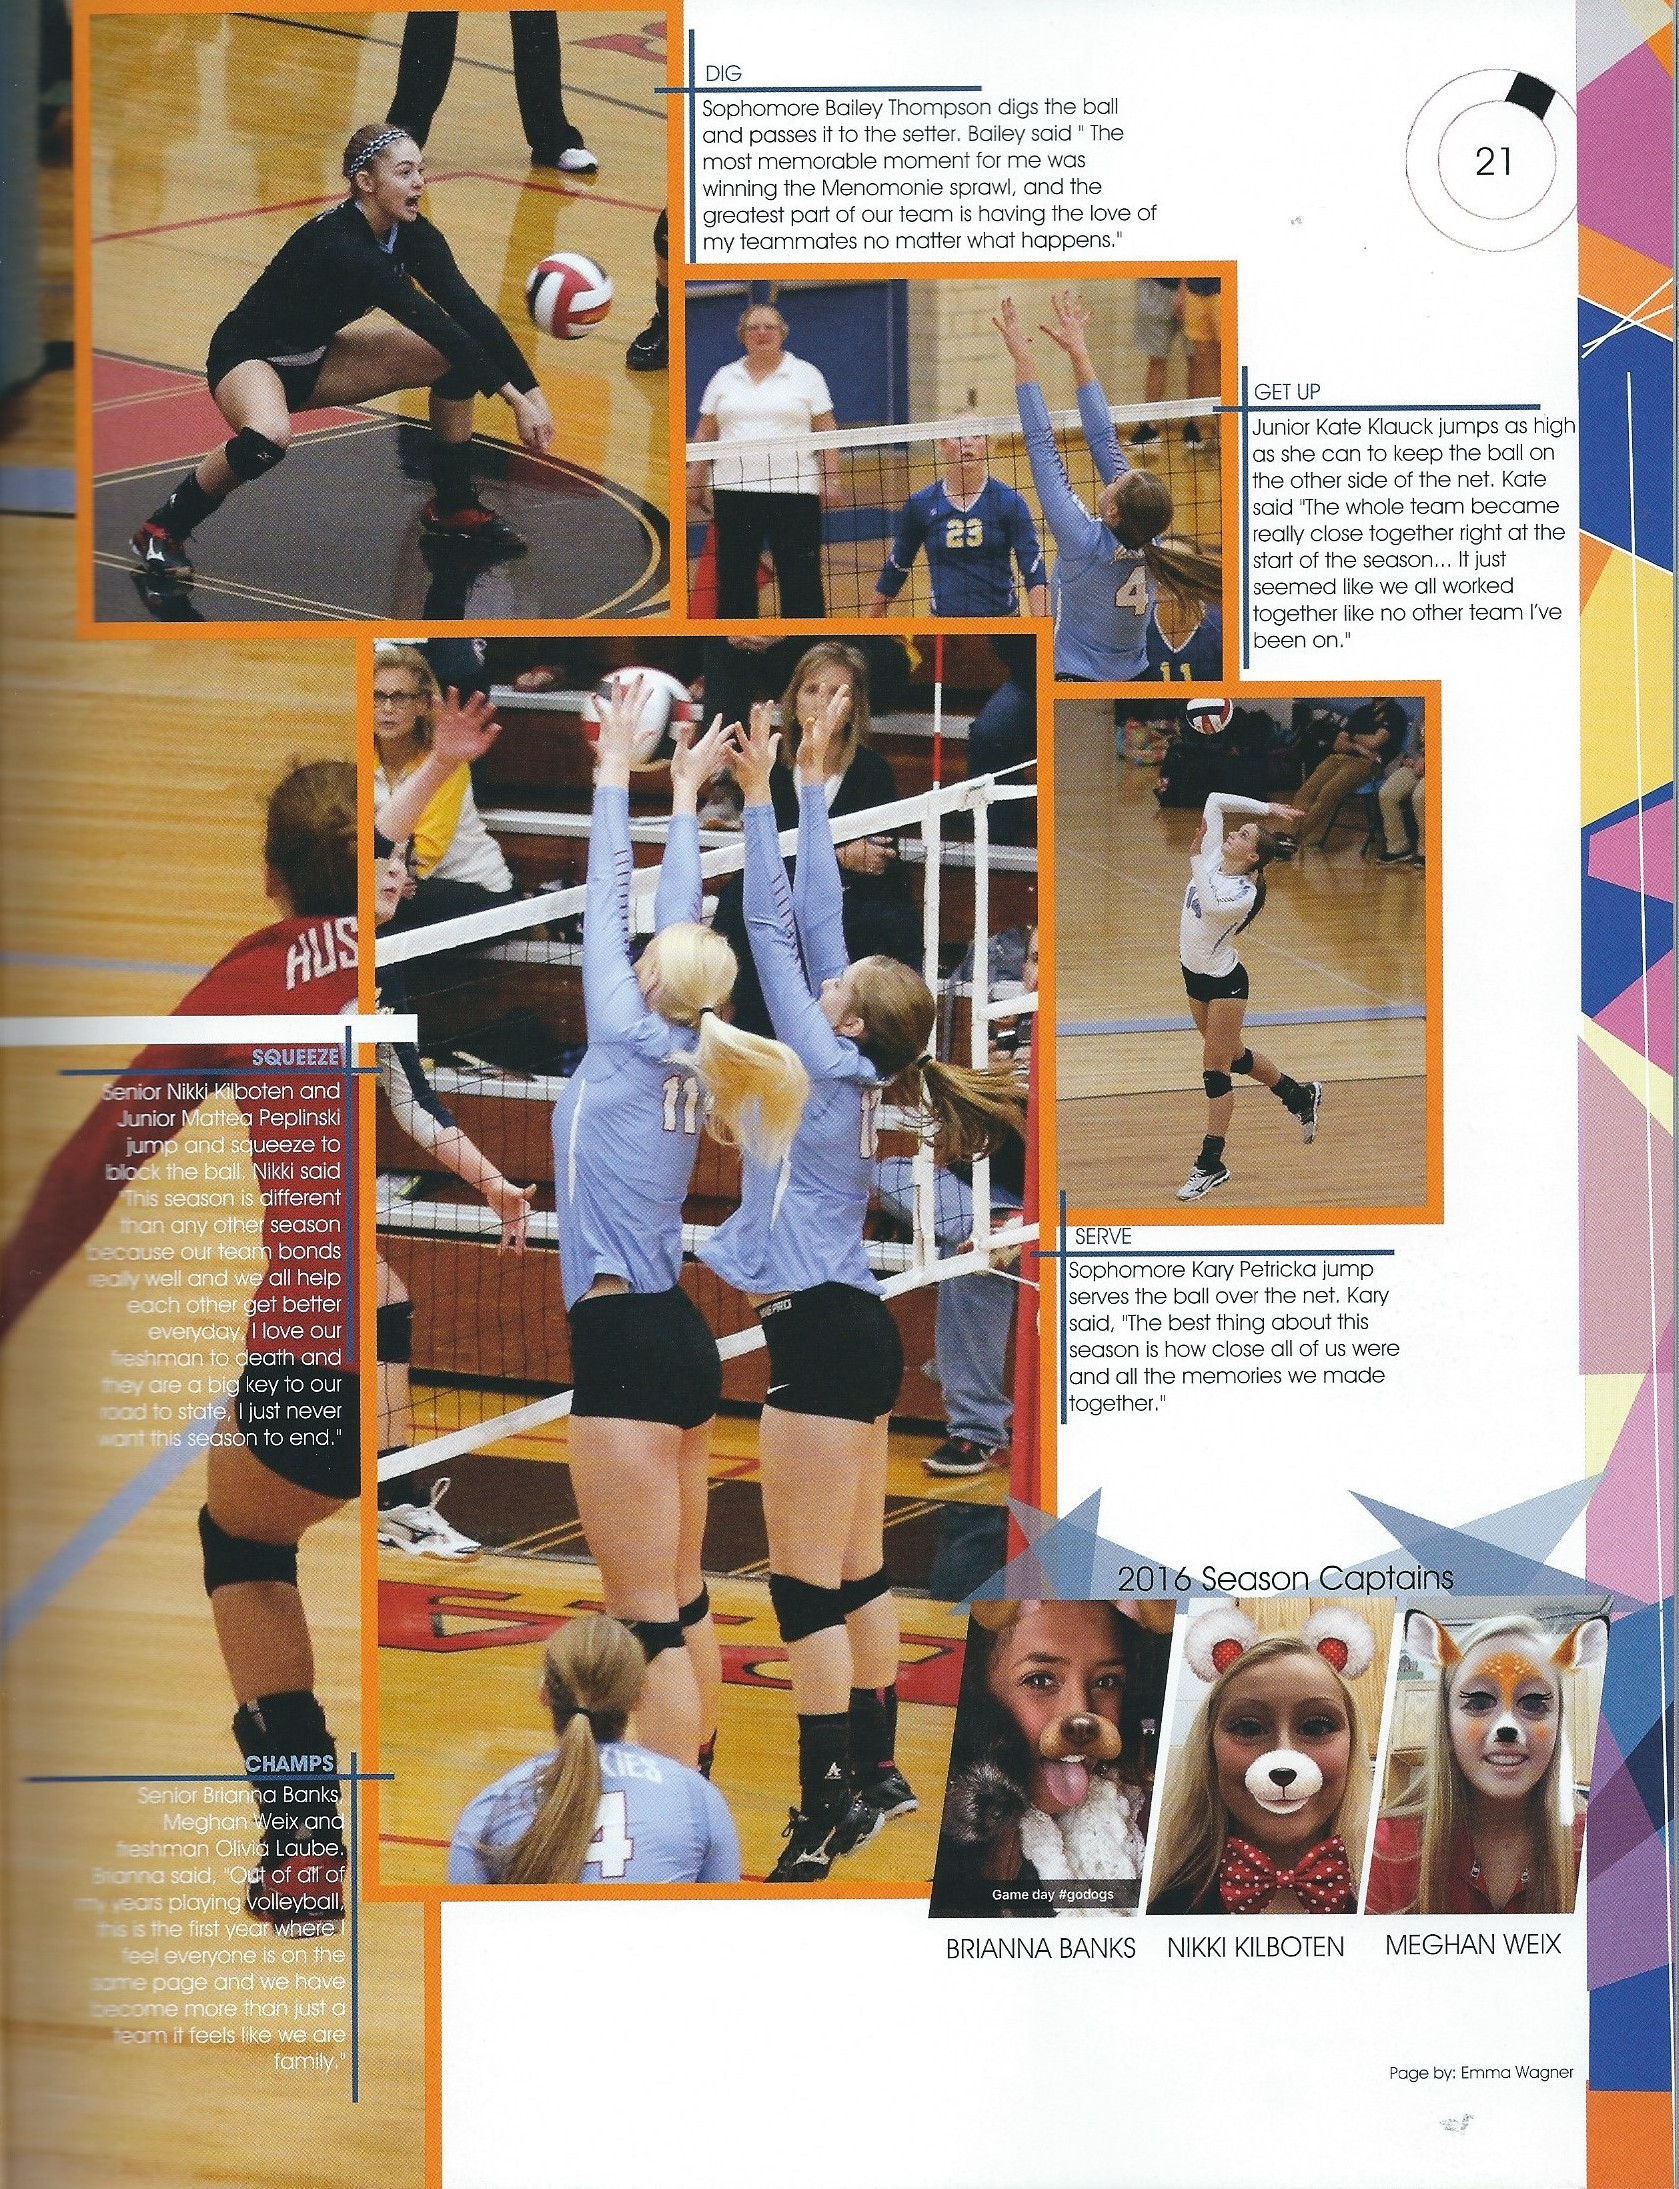 DIG
Sophomore Bailey Thompson digs the ball
and passes it to the setter. Bailey said " The
most memorable moment for me was
winning the Menomonie sprawl, and the
greatest part of our team is having the love of
my teammates no matter what happens."
21
GET UP
Junior Kate Klauck jumps as high
as she can to keep the ball on
the other side of the net. Kate
said "The whole team became
really close together right at the
start of the season... It just
seemed like we all worked
together like no other team I've
been on."
23
4
11
HUS
SQUEEZE
Senior Nikki Kilboten and
Junior Mattea Peplinski
jump and squeeze to
block the ball. Nikki said
"This season is different
than any other season
because our team bonds
really well and we all help
each other get better
everyday, I love our
freshman to death and
they are a big key to our
road to state, I just never
want this season to end."
11
SERVE
Sophomore Kary Petricka jump
serves the ball over the net. Kary
said, "The best thing about this
season is how close all of us were
and all the memories we made
together."
CHAMPS
Senior Brianna Banks,
Meghan Weix and
freshman Olivia Laube.
Brianna said, "Out of all of
my years playing volleyball,
this is the first year where I
feel everyone is on the
same page and we have
become more than just a
team it feels like we are
family."
KIES
4
2016 Season Captains
Game day #godogs
BRIANNA BANKS
NIKKI KILBOTEN
MEGHAN WEIX
Page by: Emma Wagner